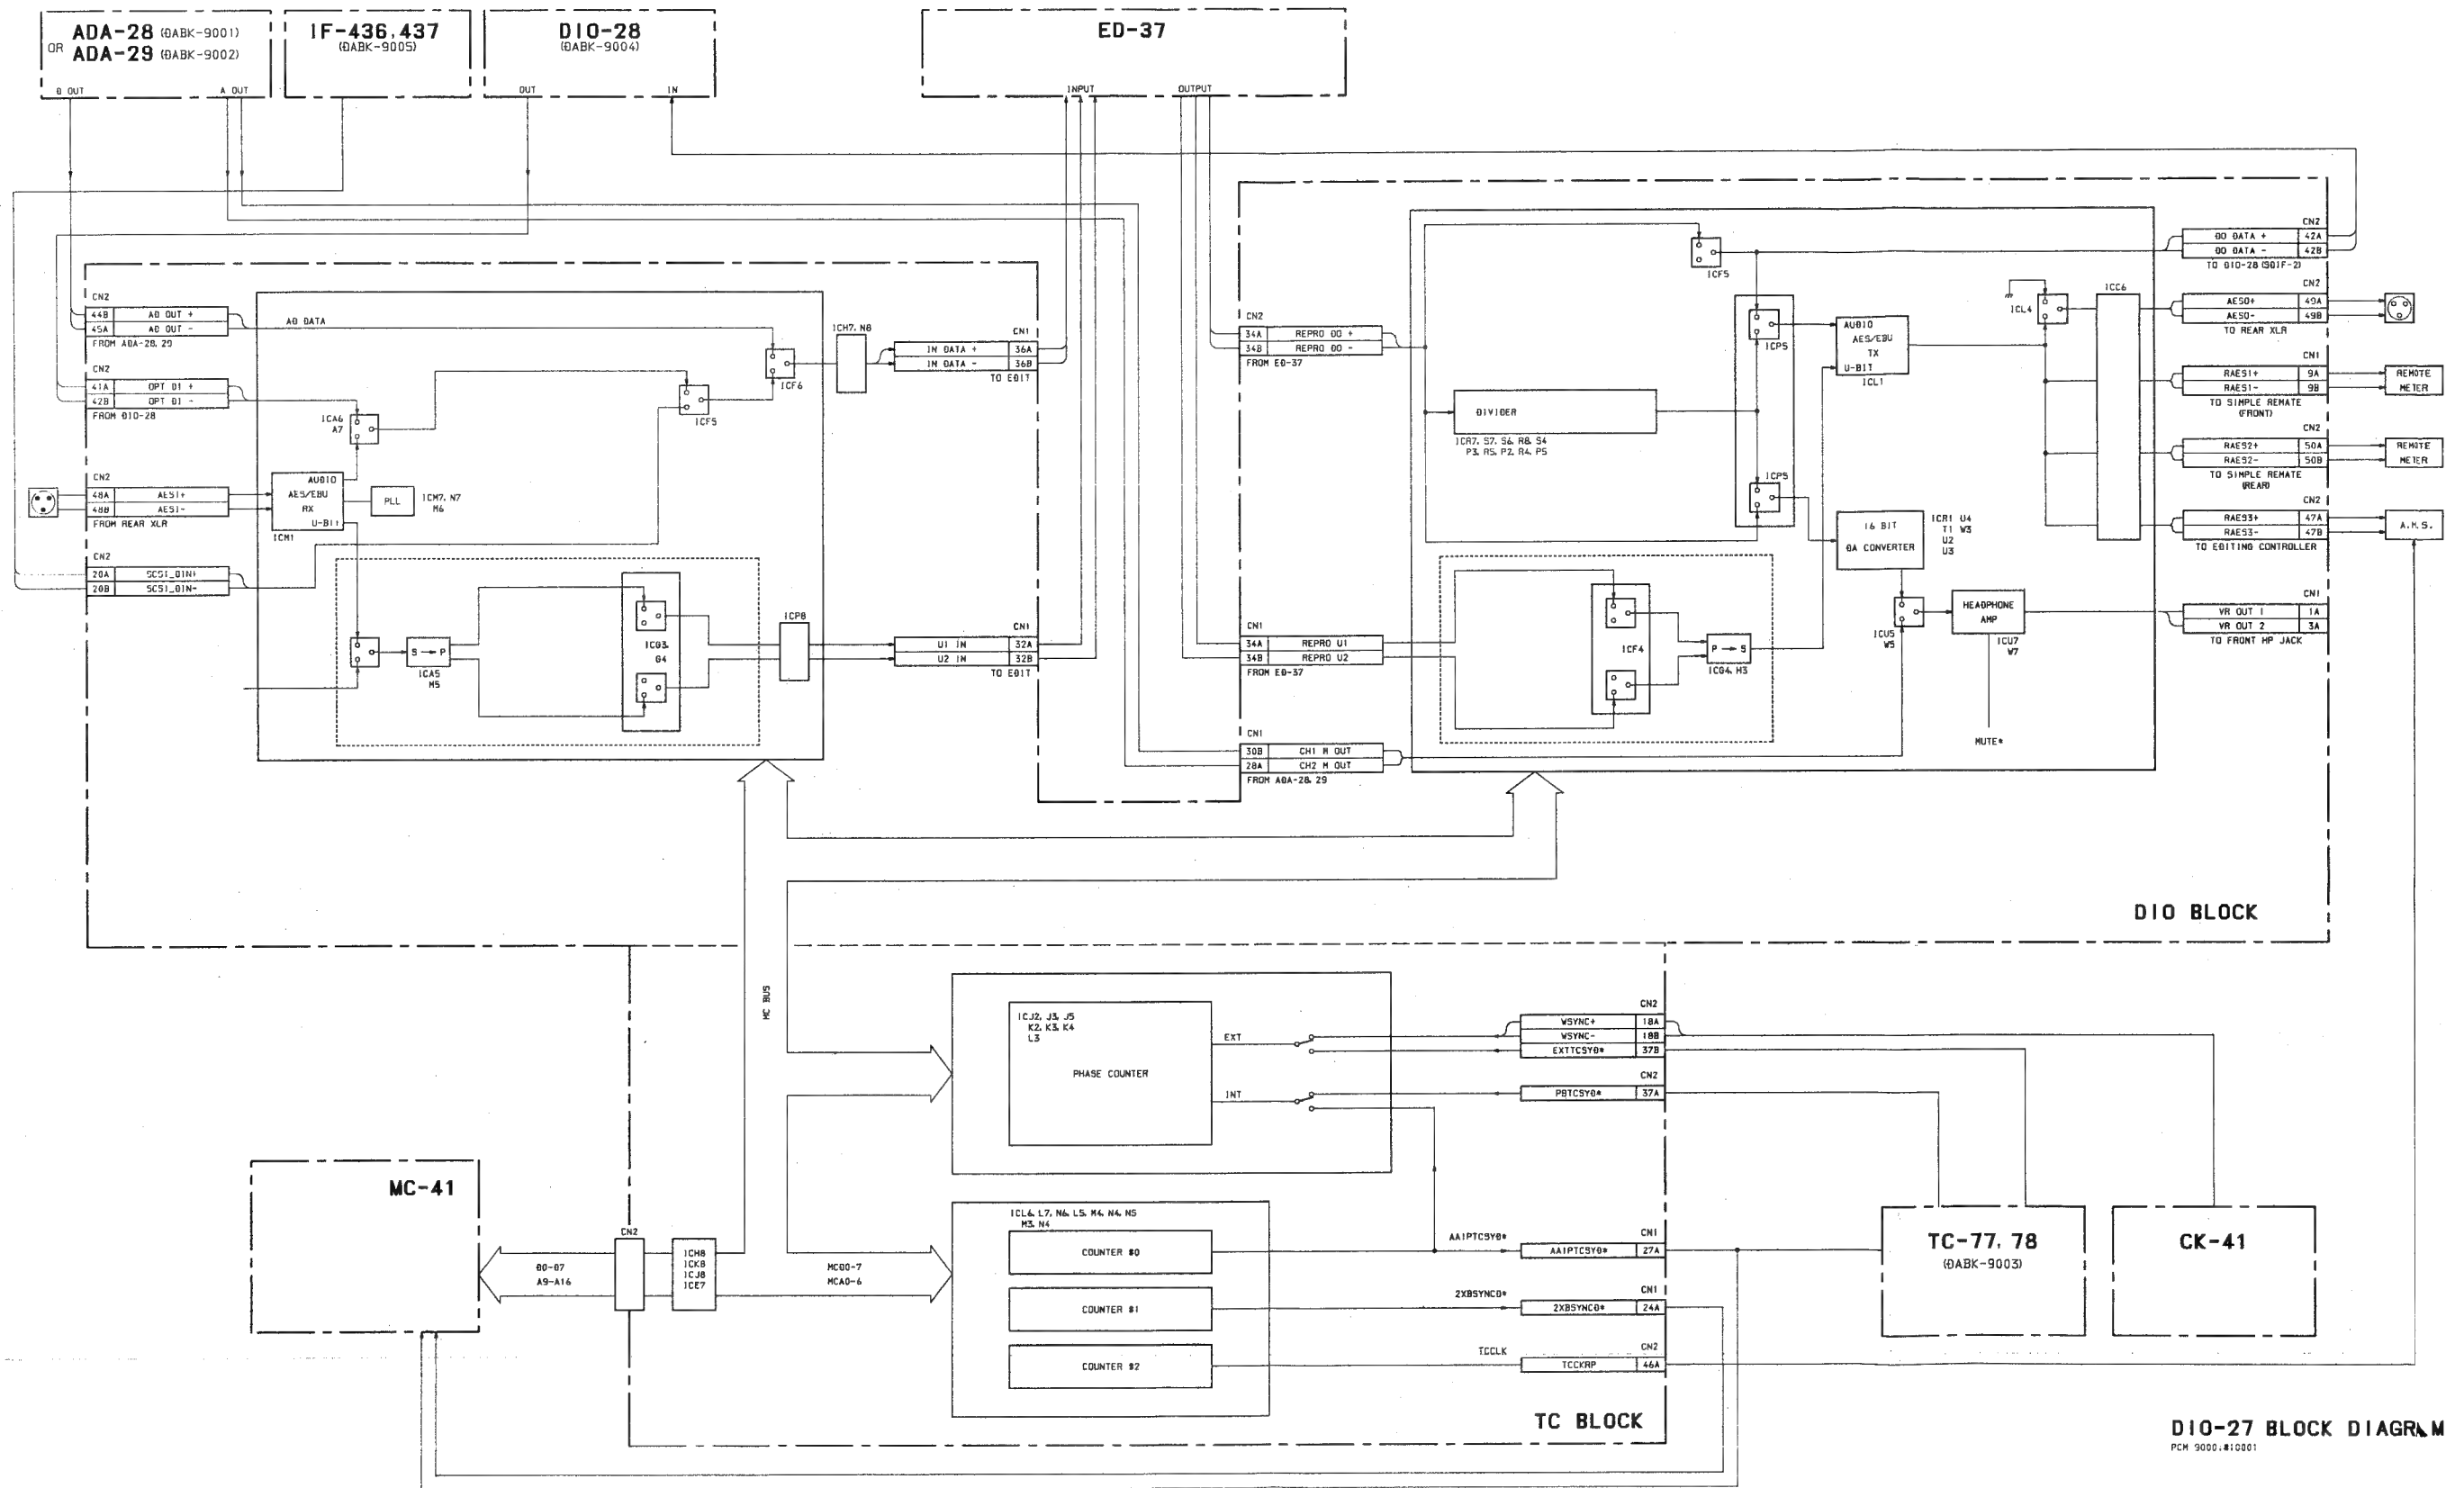 ADA-28 (DABK-9001)
OR ADA-29 (DABK-9002)
B OUT
A OUT
IF-436, 437
(DABK-9005)
DIO-28
(DABK-9004)
OUT
IN
ED-37
INPUT
OUTPUT
CN2
44B AD OUT +
45A AD OUT -
FROM ADA-28, 29
AD DATA
CN2
41A OPT DI +
42B OPT DI -
FROM DIO-28
ICA6
A7
CN2
48A AESI+
48B AESI-
FROM REAR XLR
AUDIO
AES/EBU
RX
U-BIT
ICM1
PLL
ICM7, N7
M6
CN2
20A SCSI_DIN+
20B SCSI_DIN-
ICF5
ICF6
ICH7, N8
CN1
IN DATA + 36A
IN DATA - 36B
TO EDIT
S → P
ICA5
M5
ICG3,
G4
ICP8
CN1
U1 IN 32A
U2 IN 32B
TO EDIT
CN2
34A REPRO DO +
34B REPRO DO -
FROM ED-37
ICF5
DIVIDER
ICR7, S7, S6, R8, S4
P3, R5, P2, R4, P5
ICP5
ICP5
AUDIO
AES/EBU
TX
U-BIT
ICL1
ICL4
ICC6
CN2
DO DATA + 42A
DO DATA - 42B
TO DIO-28 (SDIF-2)
CN2
AESO+ 49A
AESO- 49B
TO REAR XLR
CN1
RAES1+ 9A
RAES1- 9B
TO SIMPLE REMATE
(FRONT)
REMOTE
METER
CN2
RAES2+ 50A
RAES2- 50B
TO SIMPLE REMATE
(REAR)
REMOTE
METER
CN2
RAES3+ 47A
RAES3- 47B
TO EDITING CONTROLLER
A.M.S.
16 BIT
DA CONVERTER
ICR1 U4
T1 W3
U2
U3
ICU5
W5
HEADPHONE
AMP
ICU7
W7
MUTE*
CN1
VR OUT 1 1A
VR OUT 2 3A
TO FRONT HP JACK
CN1
34A REPRO U1
34B REPRO U2
FROM ED-37
ICF4
P → S
ICG4, H3
CN1
30B CH1 M OUT
28A CH2 M OUT
FROM ADA-28, 29
DIO BLOCK
MC BUS
ICJ2, J3, J5
K2, K3, K4
L3
PHASE COUNTER
EXT
INT
CN2
WSYNC+ 18A
WSYNC- 18B
EXTTCSYD* 37B
CN2
PBTCSYD* 37A
MC-41
D0-D7
A9-A16
CN2
ICH8
ICK8
ICJ8
ICE7
MCD0-7
MCA0-6
ICL6, L7, N6, L5, M4, N4, N5
M3, N4
COUNTER #0
COUNTER #1
COUNTER #2
AAIPTCSYD*
CN1
AAIPTCSYD* 27A
2XBSYNCD*
CN1
2XBSYNCD* 24A
TCCLK
CN2
TCCKRP 46A
TC-77, 78
(DABK-9003)
CK-41
TC BLOCK
DIO-27 BLOCK DIAGRAM